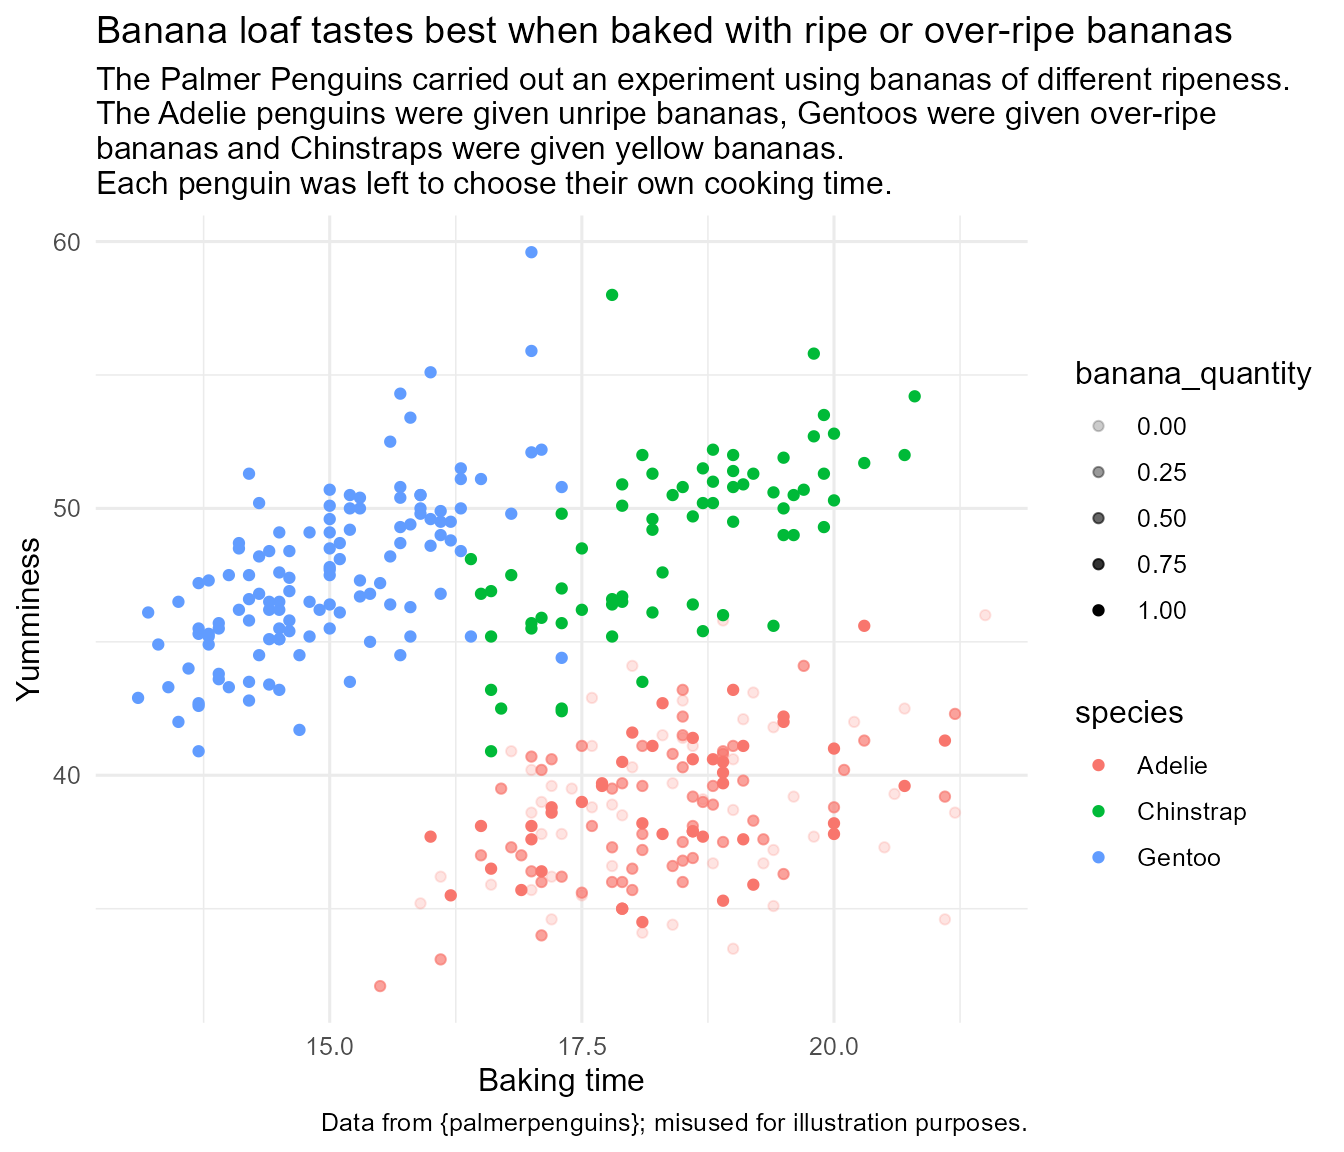 Banana loaf tastes best when baked with ripe or over-ripe bananas
The Palmer Penguins carried out an experiment using bananas of different ripeness.
The Adelie penguins were given unripe bananas, Gentoos were given over-ripe
bananas and Chinstraps were given yellow bananas.
Each penguin was left to choose their own cooking time.
60
50
40
Yumminess
15.0 17.5 20.0
Baking time
banana_quantity
0.00
0.25
0.50
0.75
1.00
species
Adelie
Chinstrap
Gentoo
Data from {palmerpenguins}; misused for illustration purposes.